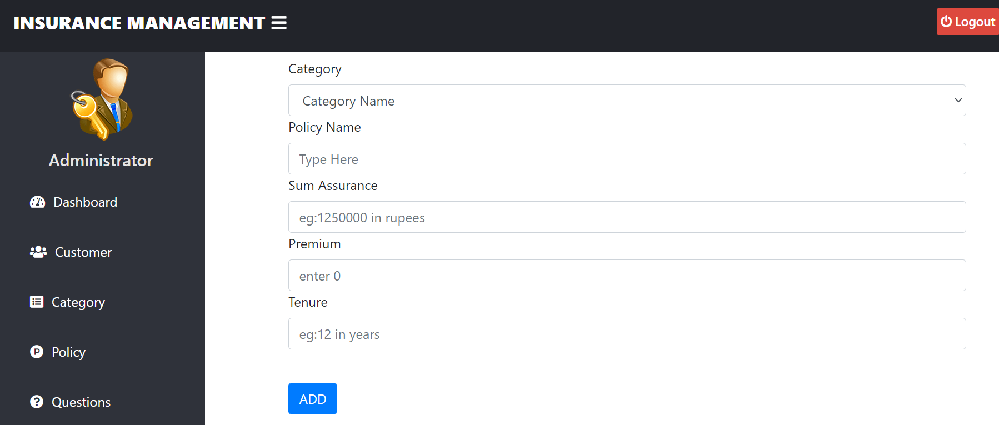 INSURANCE MANAGEMENT
Logout
Administrator
Dashboard
Customer
Category
P Policy
? Questions
Category
Category Name
Policy Name
Type Here
Sum Assurance
eg:1250000 in rupees
Premium
enter 0
Tenure
eg:12 in years
ADD